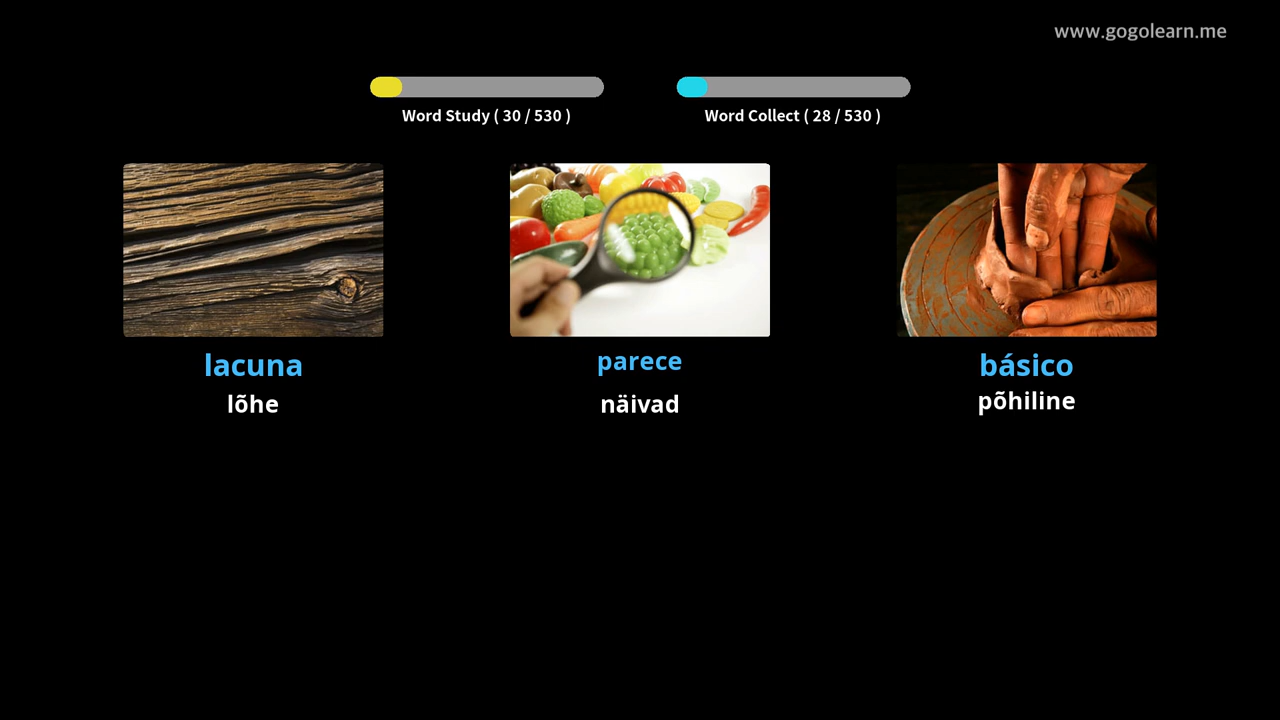 www.gogolearn.me
Word Study ( 30 / 530 )
Word Collect ( 28 / 530 )
lacuna
lõhe
parece
näivad
básico
põhiline